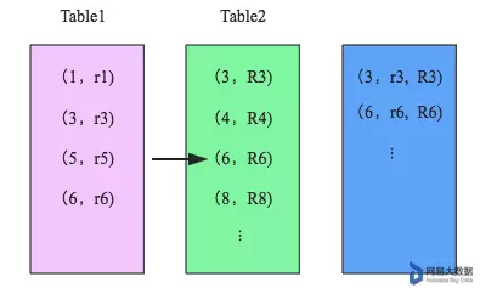 Table1
(1, r1)
(3, r3)
(5, r5)
(6, r6)
Table2
(3, R3)
(4, R4)
(6, R6)
(8, R8)
⋮
(3, r3, R3)
(6, r6, R6)
⋮
网易大数据
Netease Big Data